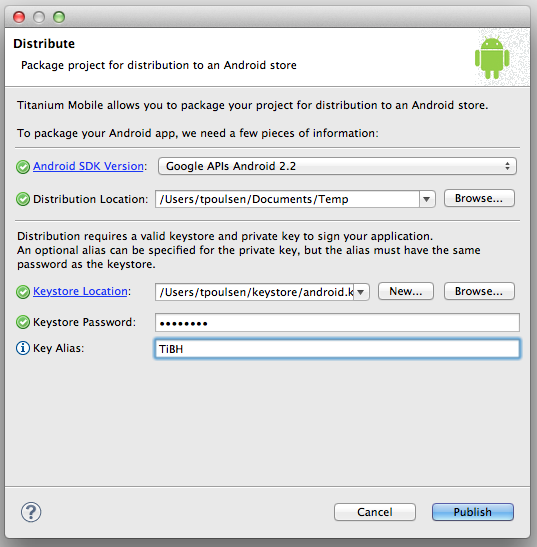 Distribute
Package project for distribution to an Android store
Titanium Mobile allows you to package your project for distribution to an Android store.
To package your Android app, we need a few pieces of information:
Android SDK Version: Google APIs Android 2.2
Distribution Location: /Users/tpoulsen/Documents/Temp Browse...
Distribution requires a valid keystore and private key to sign your application.
An optional alias can be specified for the private key, but the alias must have the same
password as the keystore.
Keystore Location: /Users/tpoulsen/keystore/android.k New... Browse...
Keystore Password: ••••••••
Key Alias: TiBH
? Cancel Publish